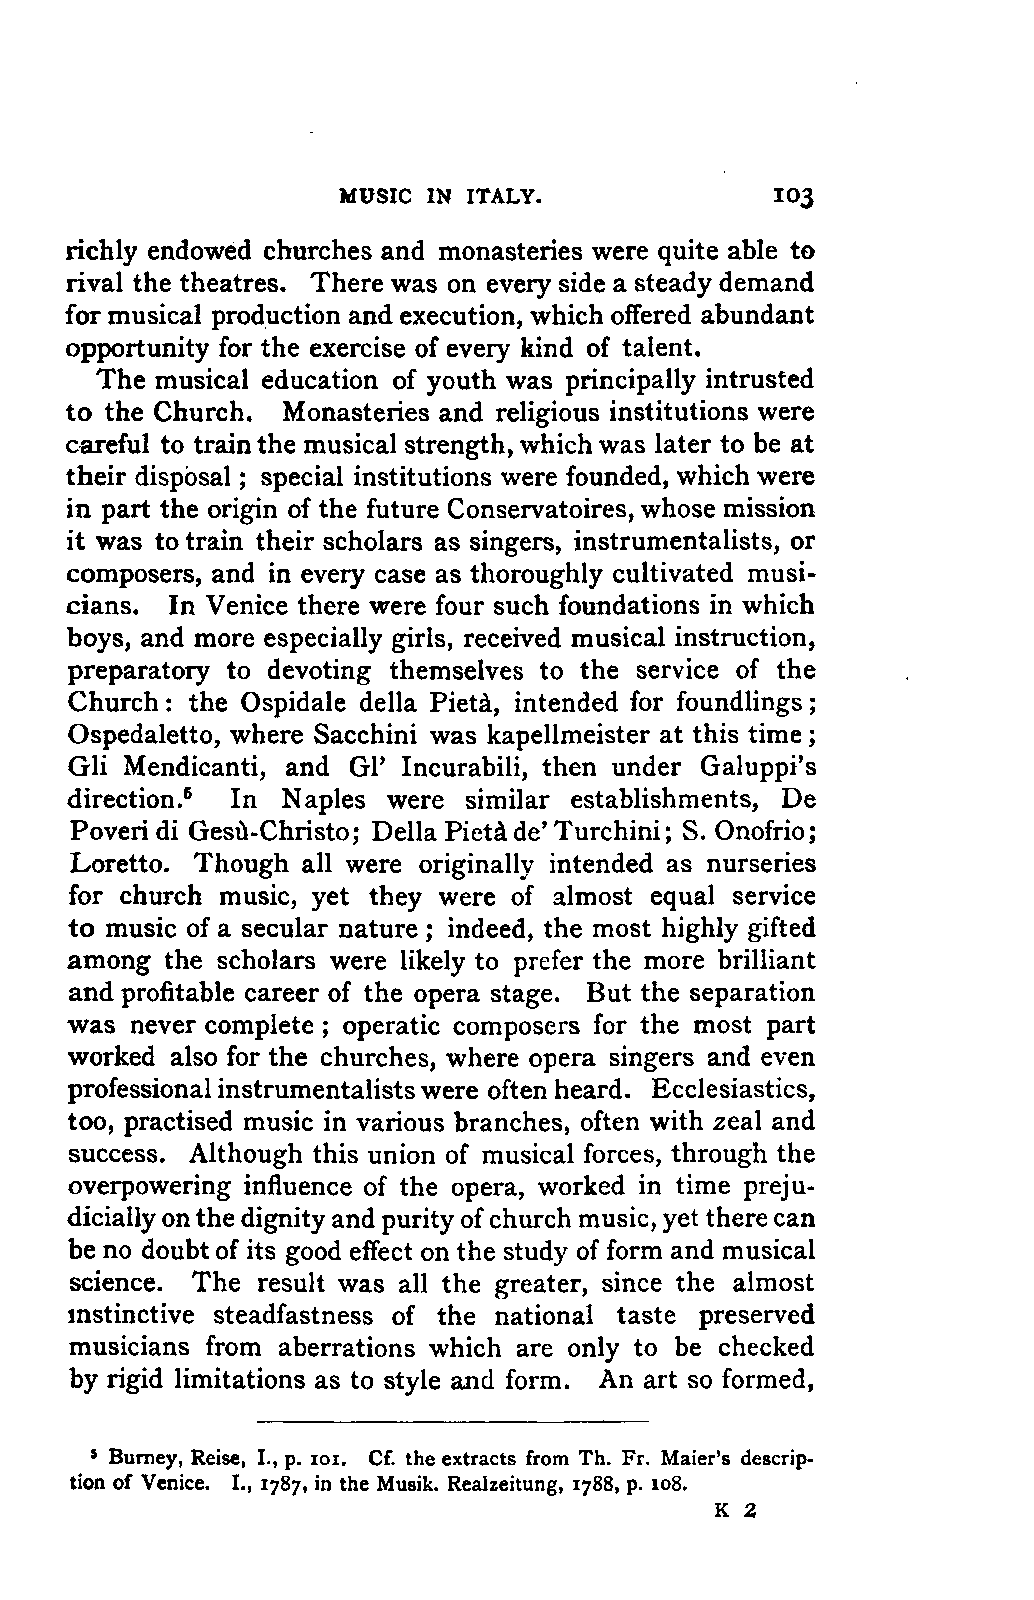 MUSIC IN ITALY. 103
richly endowed churches and monasteries were quite able to
rival the theatres. There was on every side a steady demand
for musical production and execution, which offered abundant
opportunity for the exercise of every kind of talent.
The musical education of youth was principally intrusted
to the Church. Monasteries and religious institutions were
careful to train the musical strength, which was later to be at
their disposal ; special institutions were founded, which were
in part the origin of the future Conservatoires, whose mission
it was to train their scholars as singers, instrumentalists, or
composers, and in every case as thoroughly cultivated musi-
cians. In Venice there were four such foundations in which
boys, and more especially girls, received musical instruction,
preparatory to devoting themselves to the service of the
Church : the Ospidale della Pietà, intended for foundlings ;
Ospedaletto, where Sacchini was kapellmeister at this time ;
Gli Mendicanti, and Gl' Incurabili, then under Galuppi's
direction.⁵ In Naples were similar establishments, De
Poveri di Gesù-Christo; Della Pietà de' Turchini; S. Onofrio;
Loretto. Though all were originally intended as nurseries
for church music, yet they were of almost equal service
to music of a secular nature ; indeed, the most highly gifted
among the scholars were likely to prefer the more brilliant
and profitable career of the opera stage. But the separation
was never complete ; operatic composers for the most part
worked also for the churches, where opera singers and even
professional instrumentalists were often heard. Ecclesiastics,
too, practised music in various branches, often with zeal and
success. Although this union of musical forces, through the
overpowering influence of the opera, worked in time preju-
dicially on the dignity and purity of church music, yet there can
be no doubt of its good effect on the study of form and musical
science. The result was all the greater, since the almost
instinctive steadfastness of the national taste preserved
musicians from aberrations which are only to be checked
by rigid limitations as to style and form. An art so formed,
⁵ Burney, Reise, I., p. 101. Cf. the extracts from Th. Fr. Maier's descrip-
tion of Venice. I., 1787, in the Musik. Realzeitung, 1788, p. 108.
K 2